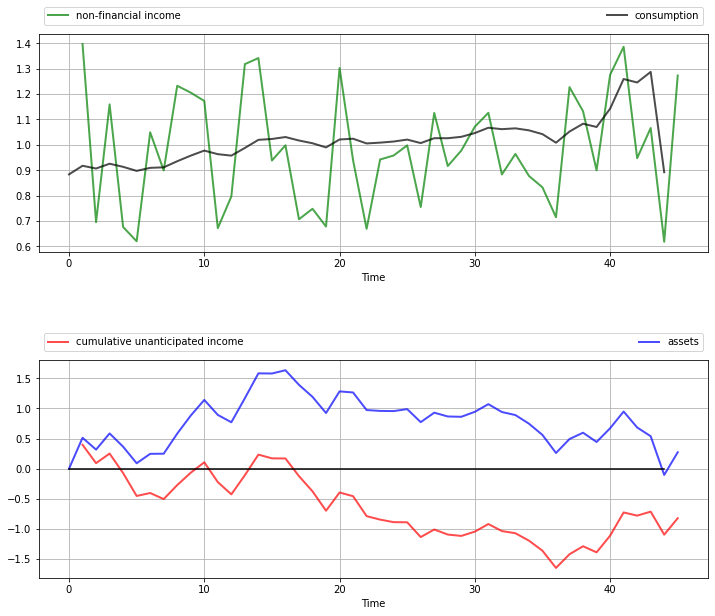 non-financial income consumption
1.4
1.3
1.2
1.1
1.0
0.9
0.8
0.7
0.6
0 10 20 30 40
Time
cumulative unanticipated income assets
1.5
1.0
0.5
0.0
−0.5
−1.0
−1.5
0 10 20 30 40
Time